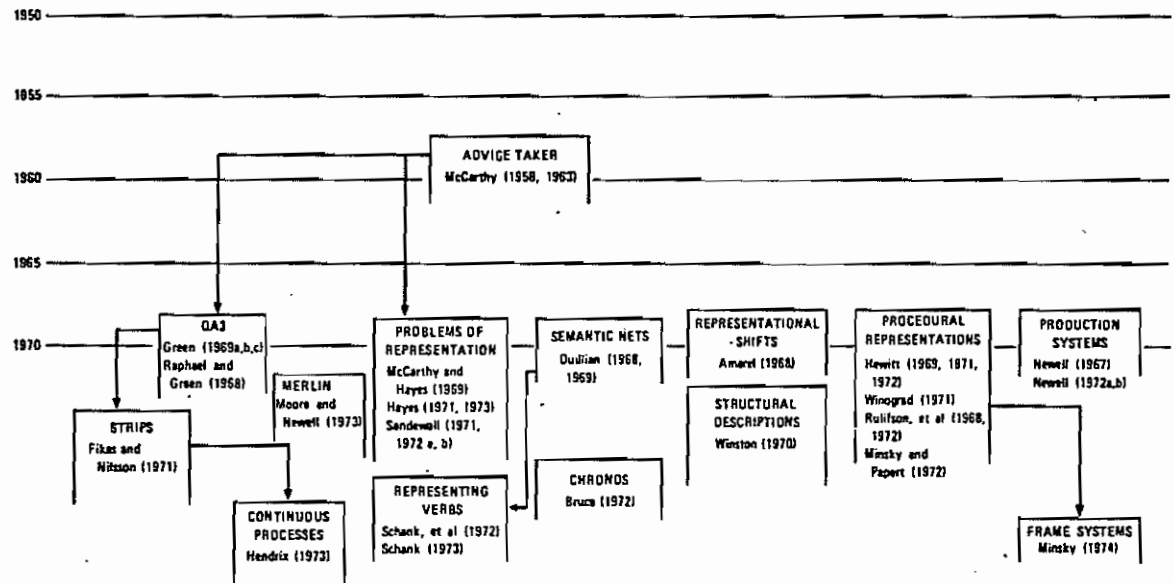 1950
1955
ADVICE TAKER
McCarthy (1958, 1963)
1960
1965
1970
QA3
Green (1969a,b,c)
Raphael and
Green (1968)
MERLIN
Moore and
Newell (1973)
STRIPS
Fikes and
Nilsson (1971)
CONTINUOUS
PROCESSES
Hendrix (1973)
PROBLEMS OF
REPRESENTATION
McCarthy and
Hayes (1969)
Hayes (1971, 1973)
Sandewall (1971,
1972 a, b)
REPRESENTING
VERBS
Schank, et al (1972)
Schank (1973)
SEMANTIC NETS
Quillian (1968,
1969)
CHRONOS
Bruce (1972)
REPRESENTATIONAL
-SHIFTS
Amarel (1968)
STRUCTURAL
DESCRIPTIONS
Winston (1970)
PROCEDURAL
REPRESENTATIONS
Hewitt (1969, 1971,
1972)
Winograd (1971)
Rulifson, et al (1968,
1972)
Minsky and
Papert (1972)
PRODUCTION
SYSTEMS
Newell (1967)
Newell (1972a,b)
FRAME SYSTEMS
Minsky (1974)